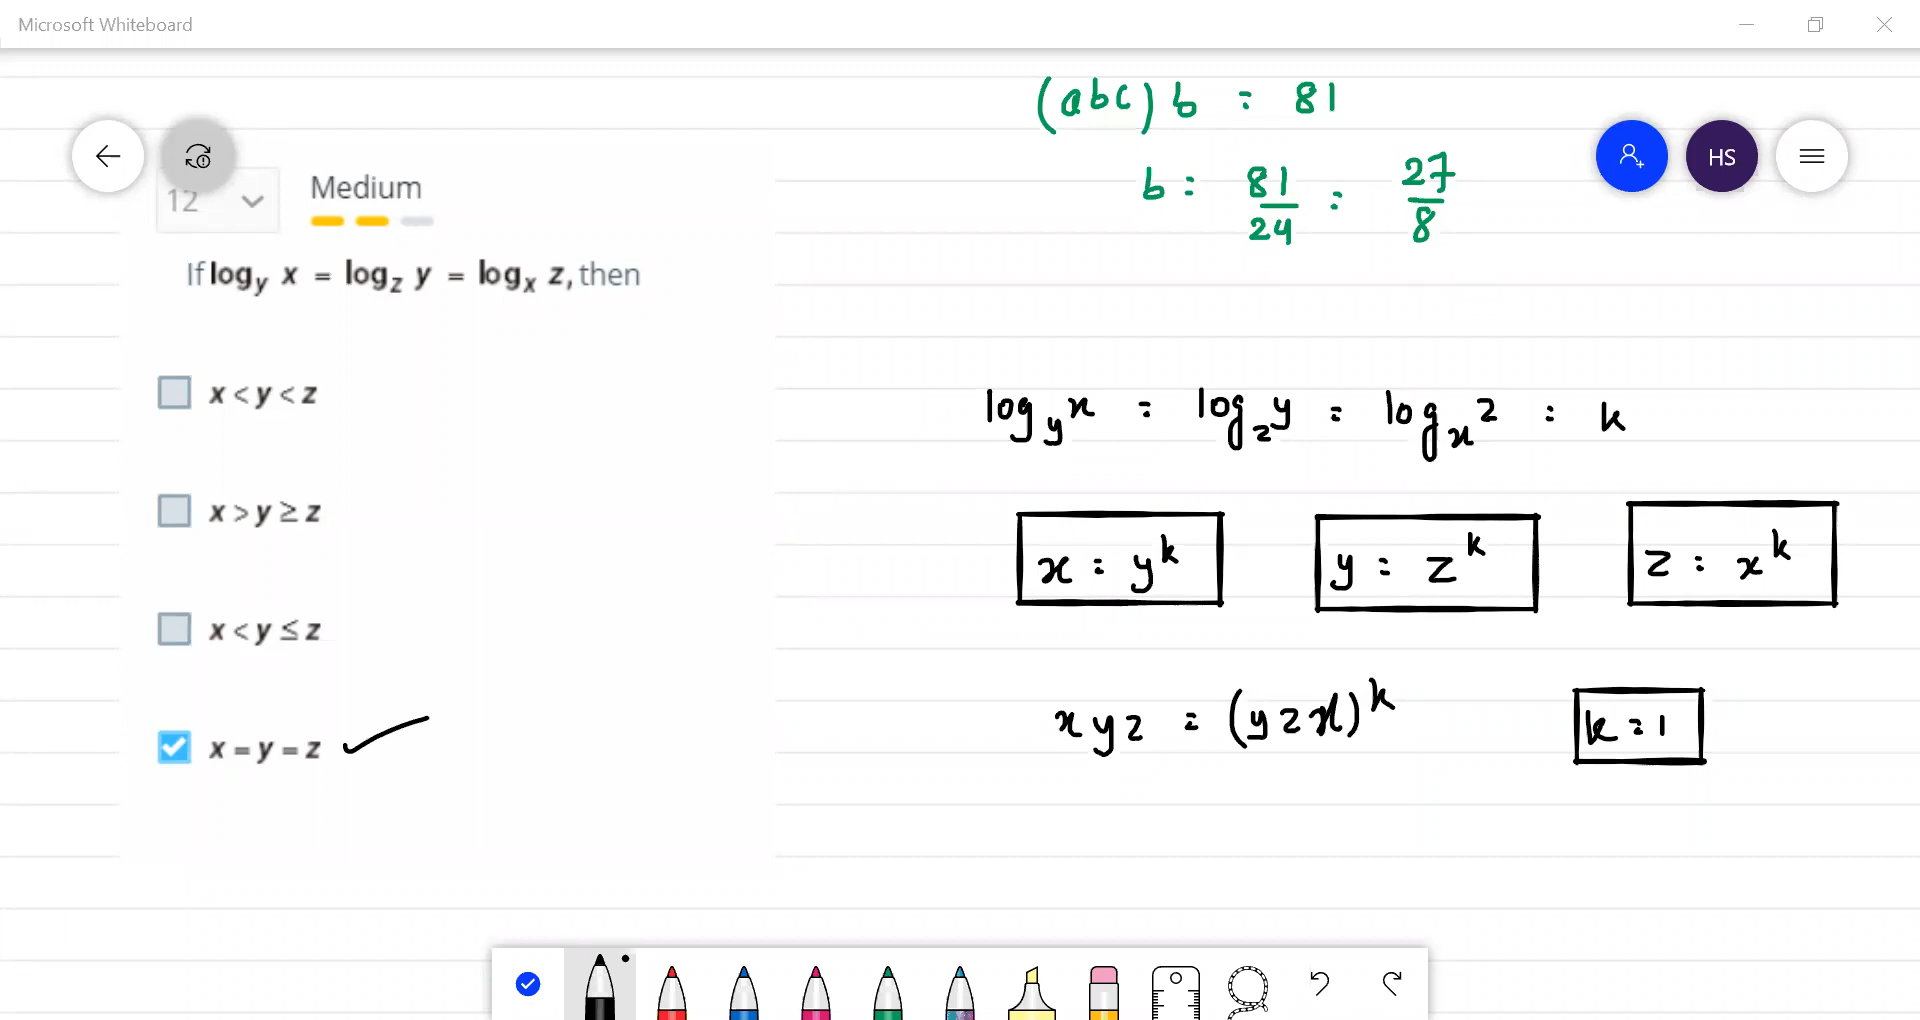 Microsoft Whiteboard
(abc) b = 81
b = 81/24 = 27/8
HS
12
Medium
If log_y x = log_z y = log_x z, then
x < y < z
x > y ≥ z
x < y ≤ z
x = y = z
log_y x = log_z y = log_x z = k
x = y^k
y = z^k
z = x^k
xyz = (yzx)^k
k = 1